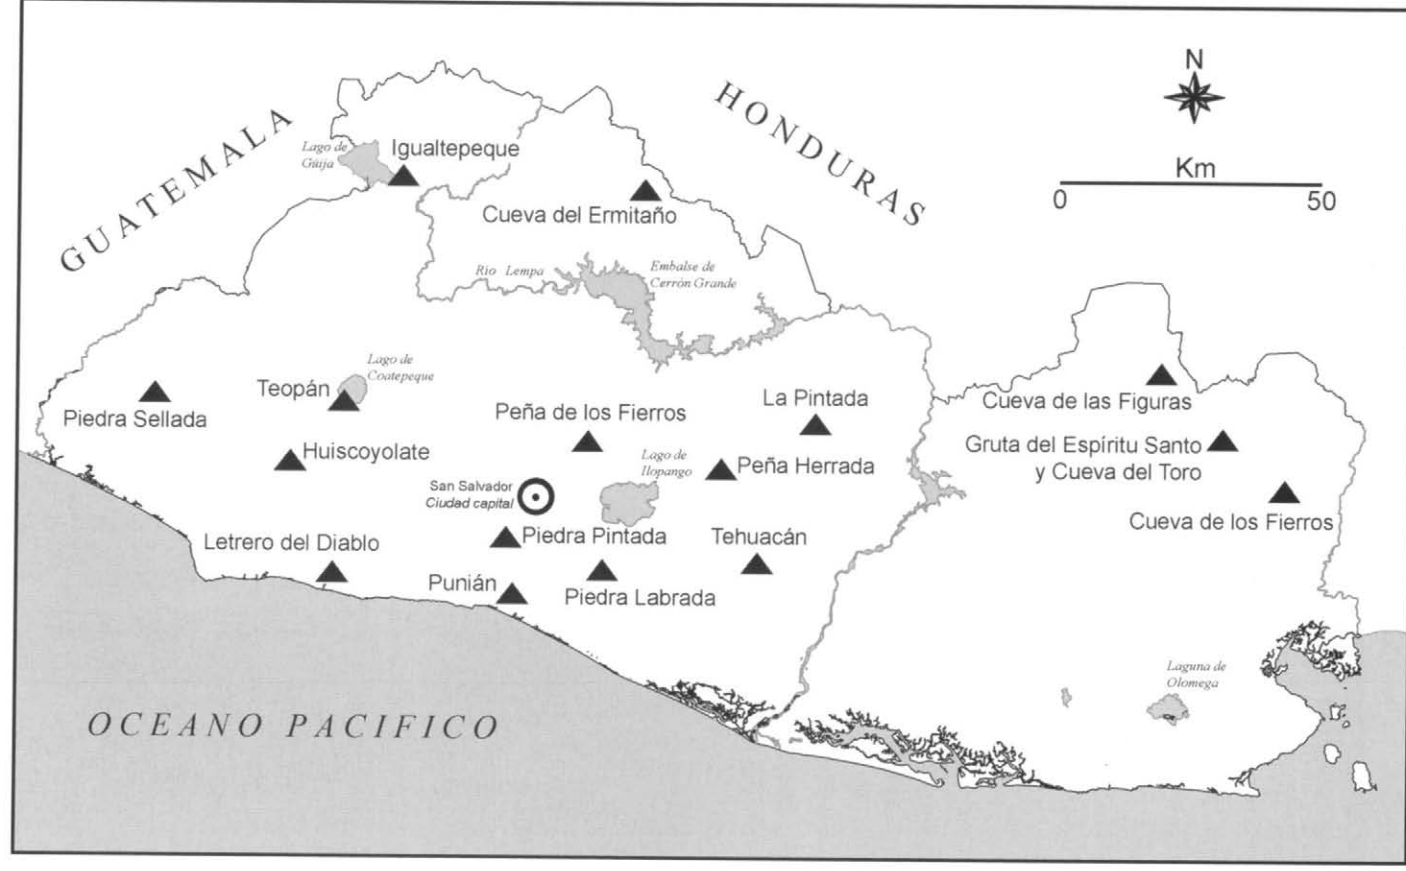 N
Km
0 50
GUATEMALA
HONDURAS
Lago de
Güija
Igualtepeque
Cueva del Ermitaño
Río Lempa
Embalse de
Cerrón Grande
Lago de
Coatepeque
Teopán
Piedra Sellada
Huiscoyolate
Peña de los Fierros
La Pintada
Lago de
Ilopango
Peña Herrada
San Salvador
Ciudad capital
Piedra Pintada
Tehuacán
Letrero del Diablo
Punián
Piedra Labrada
Cueva de las Figuras
Gruta del Espíritu Santo
y Cueva del Toro
Cueva de los Fierros
Laguna de
Olomega
OCEANO PACIFICO